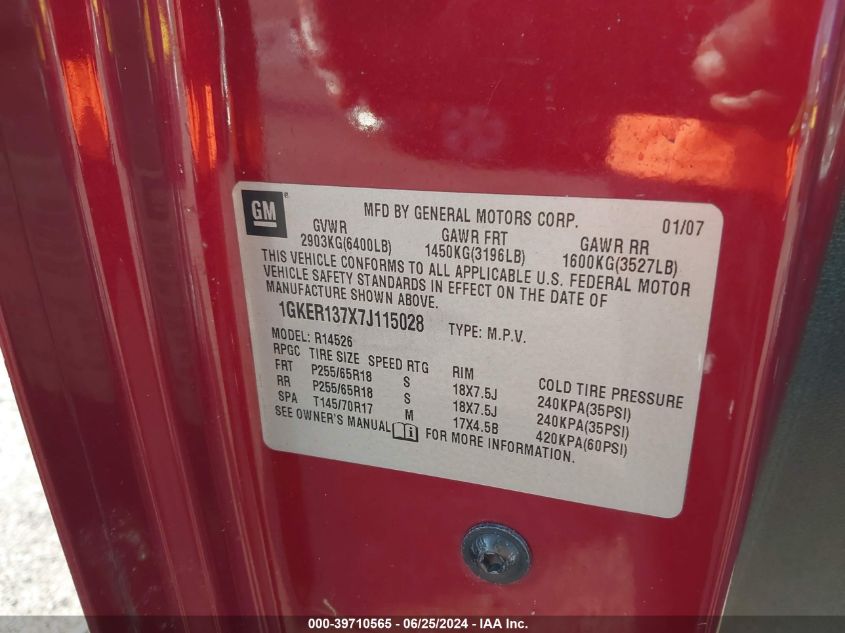 GM® MFD BY GENERAL MOTORS CORP. 01/07
GVWR GAWR FRT GAWR RR
2903KG(6400LB) 1450KG(3196LB) 1600KG(3527LB)
THIS VEHICLE CONFORMS TO ALL APPLICABLE U.S. FEDERAL MOTOR
VEHICLE SAFETY STANDARDS IN EFFECT ON THE DATE OF
MANUFACTURE SHOWN ABOVE.
1GKER137X7J115028 TYPE: M.P.V.
MODEL: R14526
RPGC TIRE SIZE SPEED RTG RIM COLD TIRE PRESSURE
FRT P255/65R18 S 18X7.5J 240KPA(35PSI)
RR P255/65R18 S 18X7.5J 240KPA(35PSI)
SPA T145/70R17 M 17X4.5B 420KPA(60PSI)
SEE OWNER'S MANUAL i FOR MORE INFORMATION.
000-39710565 - 06/25/2024 - IAA Inc.